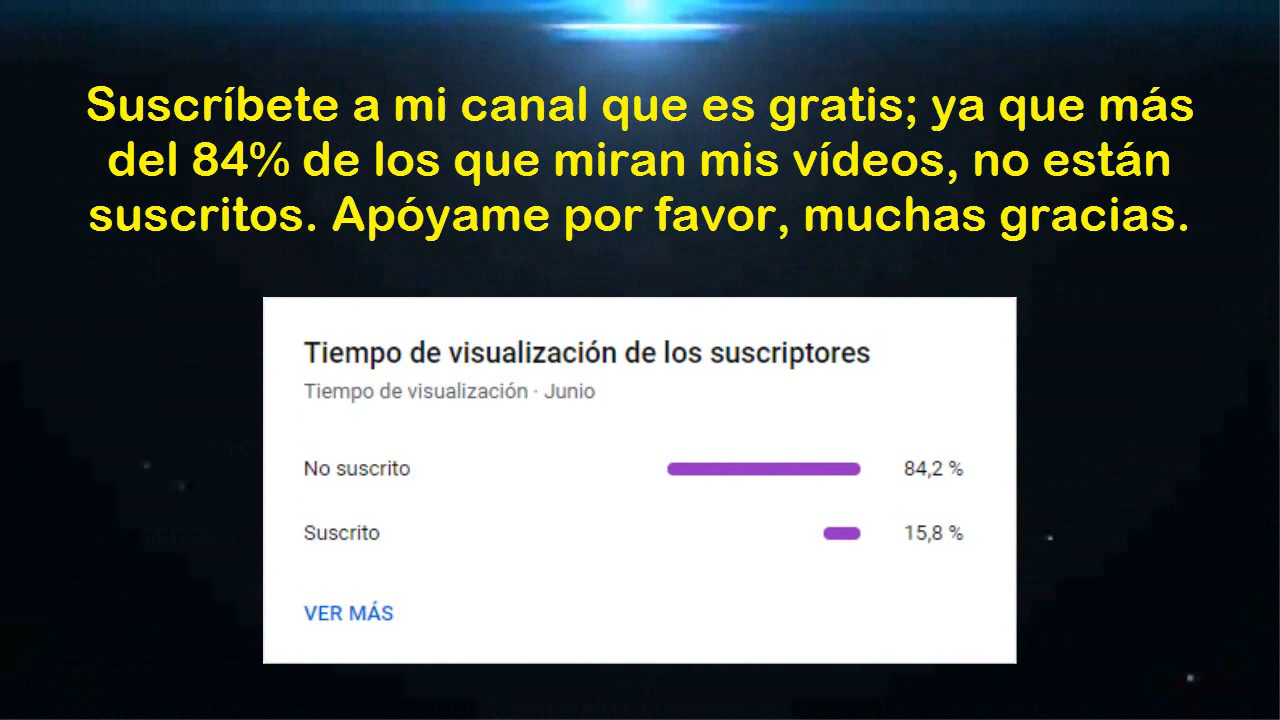 Suscríbete a mi canal que es gratis; ya que más
del 84% de los que miran mis vídeos, no están
suscritos. Apóyame por favor, muchas gracias.
Tiempo de visualización de los suscriptores
Tiempo de visualización · Junio
No suscrito 84,2 %
Suscrito 15,8 %
VER MÁS